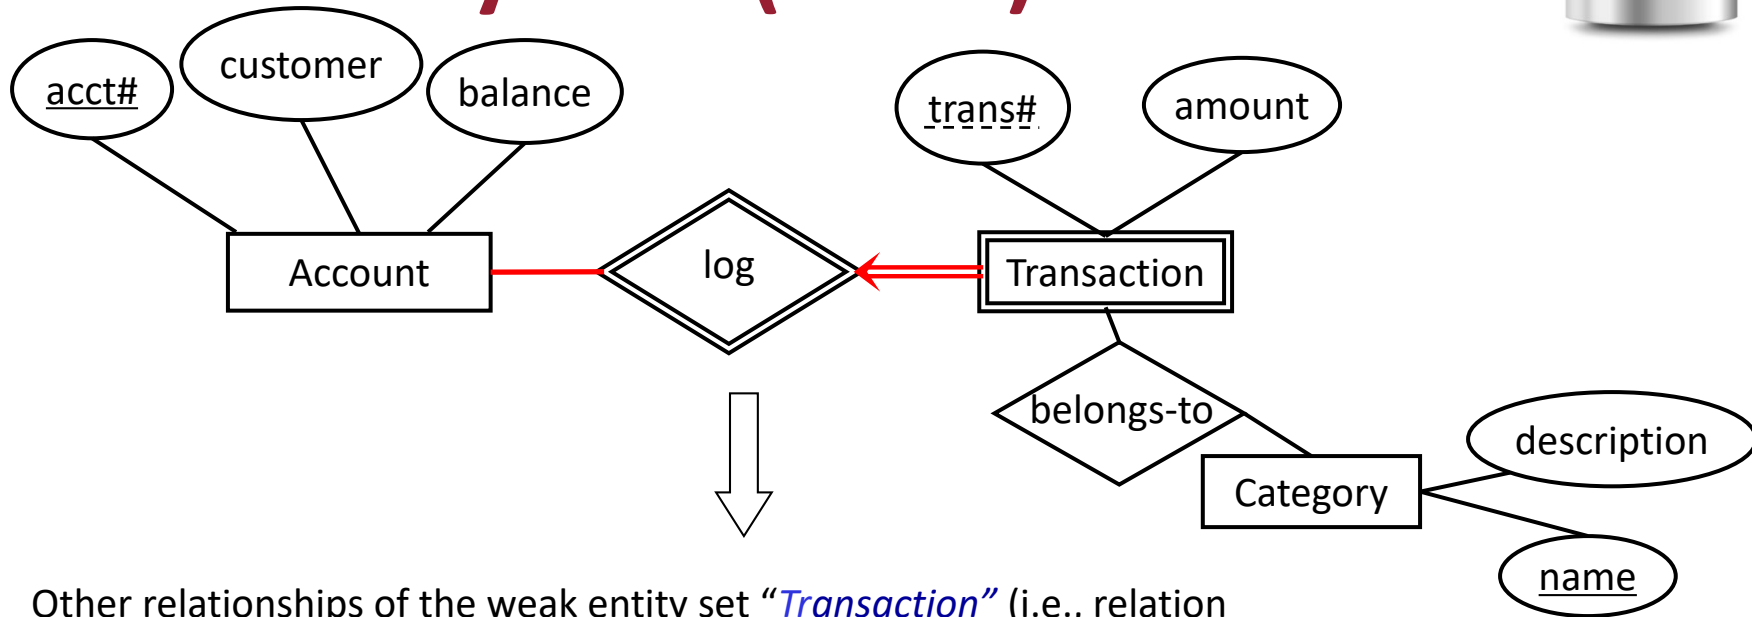 acct#
customer
balance
trans#
amount
Account
log
Transaction
belongs-to
Category
description
name
Other relationships of the weak entity set “Transaction” (i.e., relation